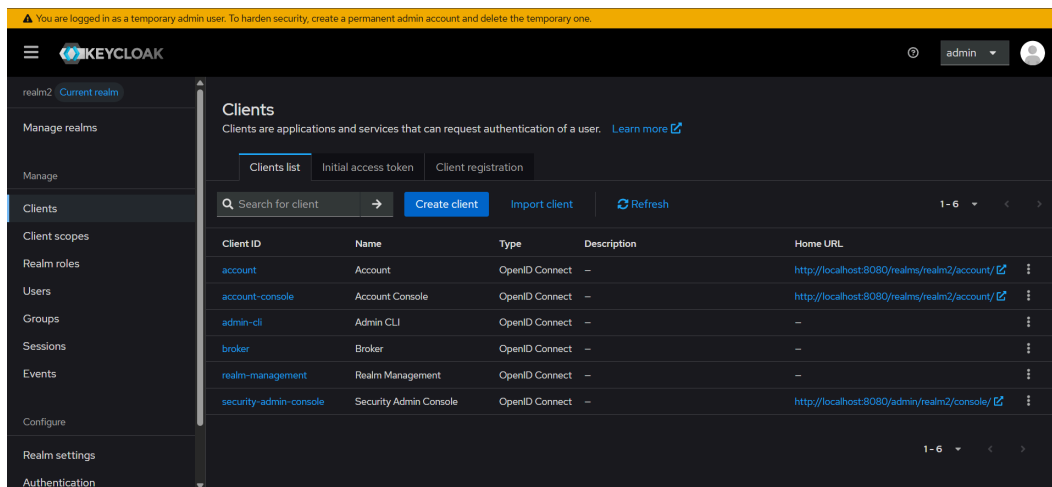 You are logged in as a temporary admin user. To harden security, create a permanent admin account and delete the temporary one.
KEYCLOAK
admin
realm2 Current realm
Manage realms
Manage
Clients
Client scopes
Realm roles
Users
Groups
Sessions
Events
Configure
Realm settings
Authentication
Clients
Clients are applications and services that can request authentication of a user. Learn more
Clients list Initial access token Client registration
Search for client Create client Import client Refresh 1-6
Client ID Name Type Description Home URL
account Account OpenID Connect – http://localhost:8080/realms/realm2/account/
account-console Account Console OpenID Connect – http://localhost:8080/realms/realm2/account/
admin-cli Admin CLI OpenID Connect – –
broker Broker OpenID Connect – –
realm-management Realm Management OpenID Connect – –
security-admin-console Security Admin Console OpenID Connect – http://localhost:8080/admin/realm2/console/
1-6